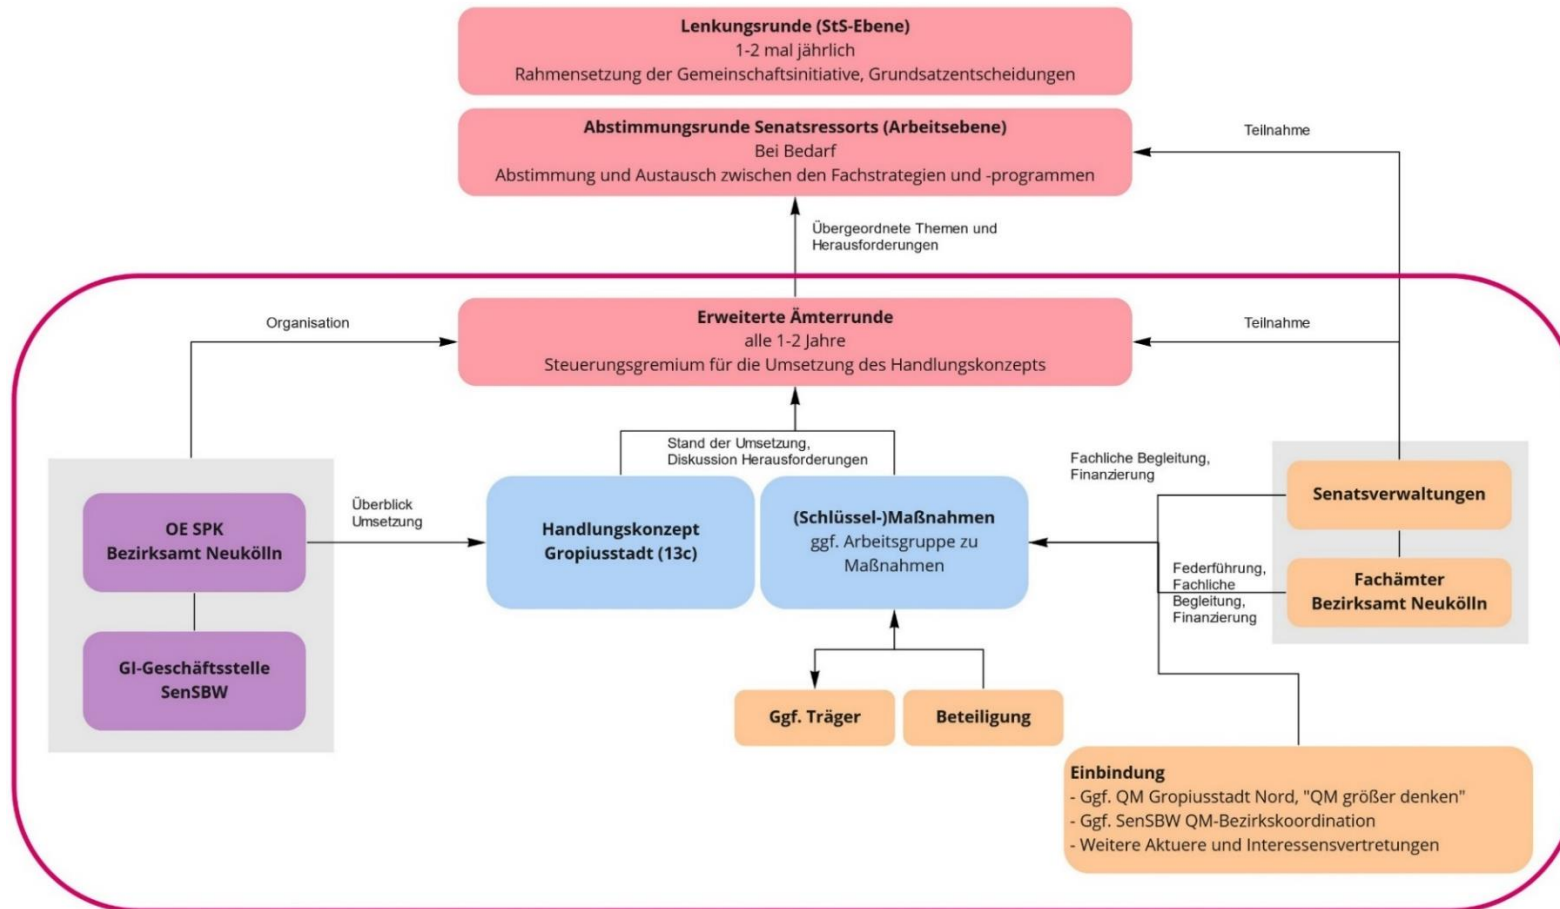 Lenkungsrunde (StS-Ebene)
1-2 mal jährlich
Rahmensetzung der Gemeinschaftsinitiative, Grundsatzentscheidungen
Abstimmungsrunde Senatsressorts (Arbeitsebene)
Bei Bedarf
Abstimmung und Austausch zwischen den Fachstrategien und -programmen
Teilnahme
Übergeordnete Themen und
Herausforderungen
Organisation
Erweiterte Ämterrunde
alle 1-2 Jahre
Steuerungsgremium für die Umsetzung des Handlungskonzepts
Teilnahme
Stand der Umsetzung,
Diskussion Herausforderungen
Fachliche Begleitung,
Finanzierung
OE SPK
Bezirksamt Neukölln
Überblick
Umsetzung
Handlungskonzept
Gropiusstadt (13c)
(Schlüssel-)Maßnahmen
ggf. Arbeitsgruppe zu
Maßnahmen
Senatsverwaltungen
Federführung,
Fachliche
Begleitung,
Finanzierung
Fachämter
Bezirksamt Neukölln
GI-Geschäftsstelle
SenSBW
Ggf. Träger
Beteiligung
Einbindung
- Ggf. QM Gropiusstadt Nord, "QM größer denken"
- Ggf. SenSBW QM-Bezirkskoordination
- Weitere Aktuere und Interessensvertretungen